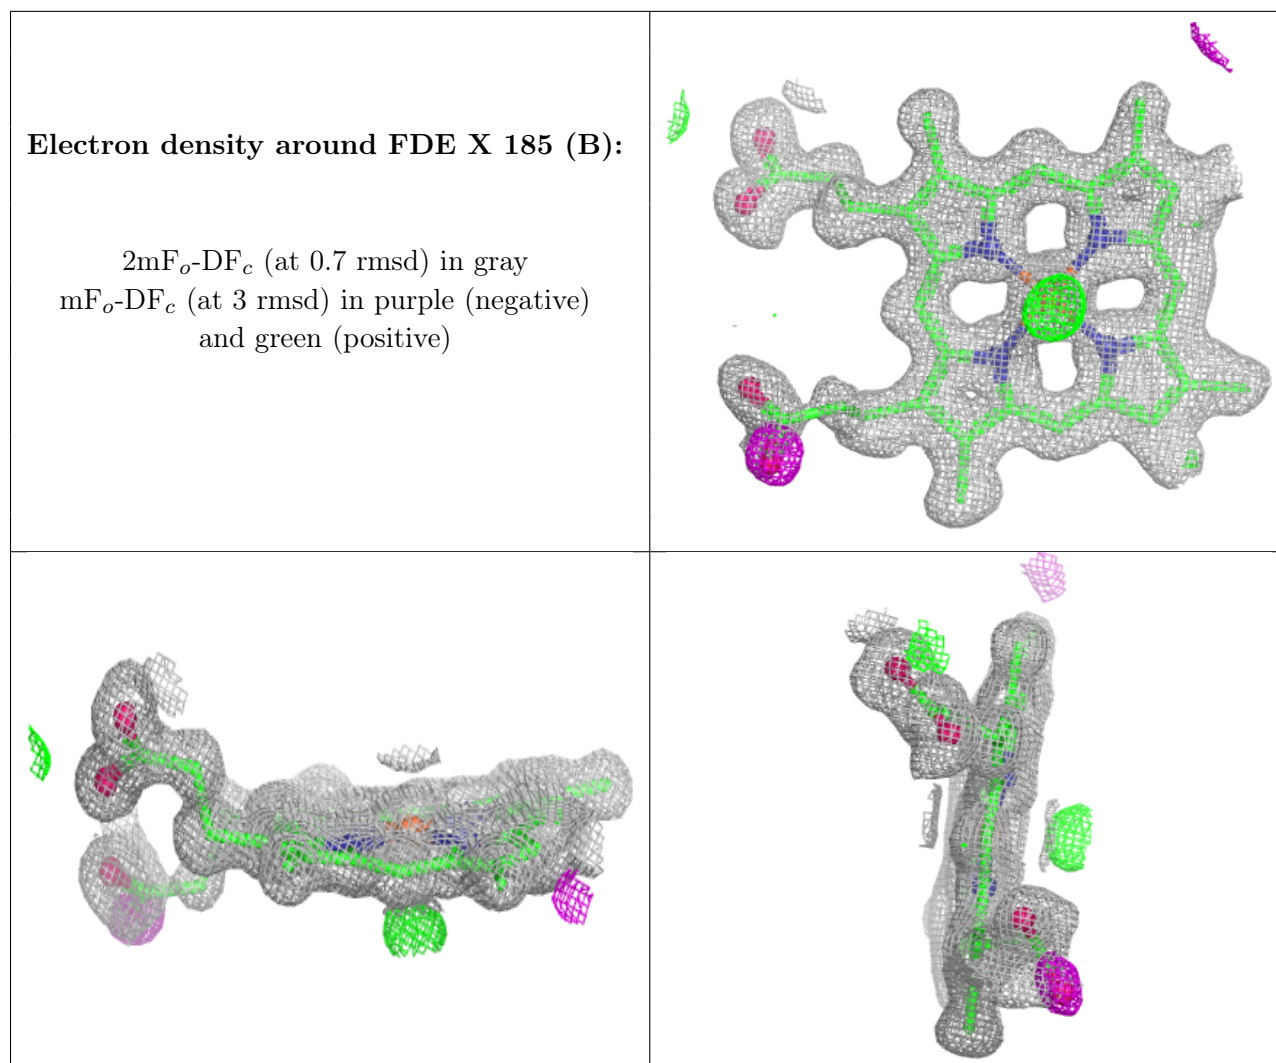 Electron density around FDE X 185 (B):
2mFo-DFc (at 0.7 rmsd) in gray
mFo-DFc (at 3 rmsd) in purple (negative)
and green (positive)